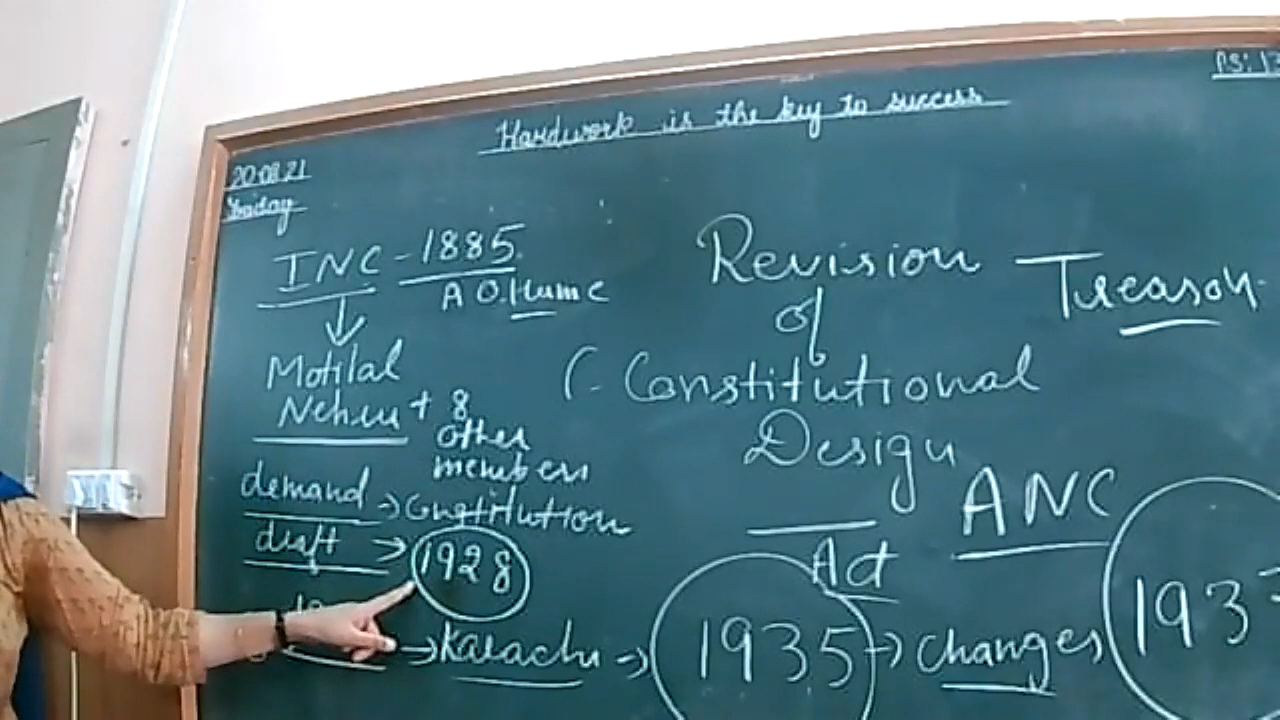 Hardwork is the key to success
20.08.21
Friday
INC - 1885.
A O. Hume
Motilal
Nehru + 8
other
members
demand → Constitution
draft → 1928
→ Karachi → 1935 → changes
Revision
of
Constitutional
Design
Treason
ANC
Act
193